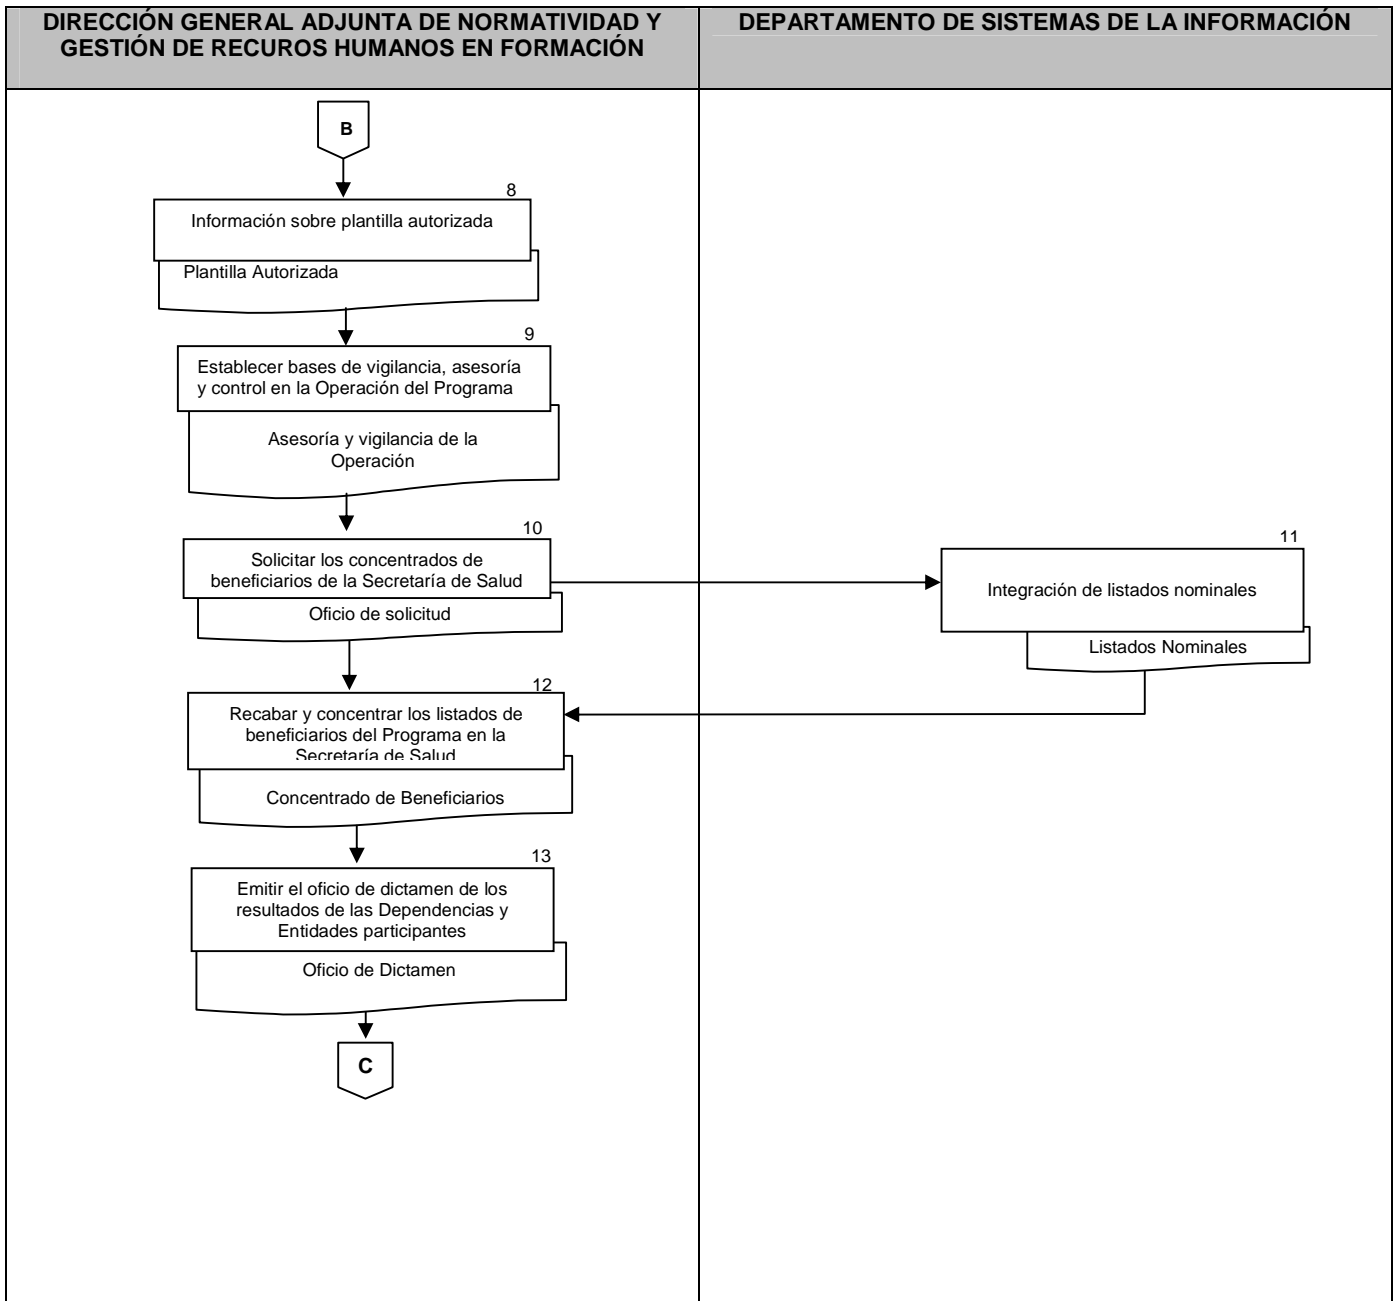 DIRECCIÓN GENERAL ADJUNTA DE NORMATIVIDAD Y
GESTIÓN DE RECUROS HUMANOS EN FORMACIÓN
DEPARTAMENTO DE SISTEMAS DE LA INFORMACIÓN
B
8
Información sobre plantilla autorizada
Plantilla Autorizada
9
Establecer bases de vigilancia, asesoría
y control en la Operación del Programa
Asesoría y vigilancia de la
Operación
10
Solicitar los concentrados de
beneficiarios de la Secretaría de Salud
Oficio de solicitud
11
Integración de listados nominales
Listados Nominales
12
Recabar y concentrar los listados de
beneficiarios del Programa en la
Secretaría de Salud
Concentrado de Beneficiarios
13
Emitir el oficio de dictamen de los
resultados de las Dependencias y
Entidades participantes
Oficio de Dictamen
C